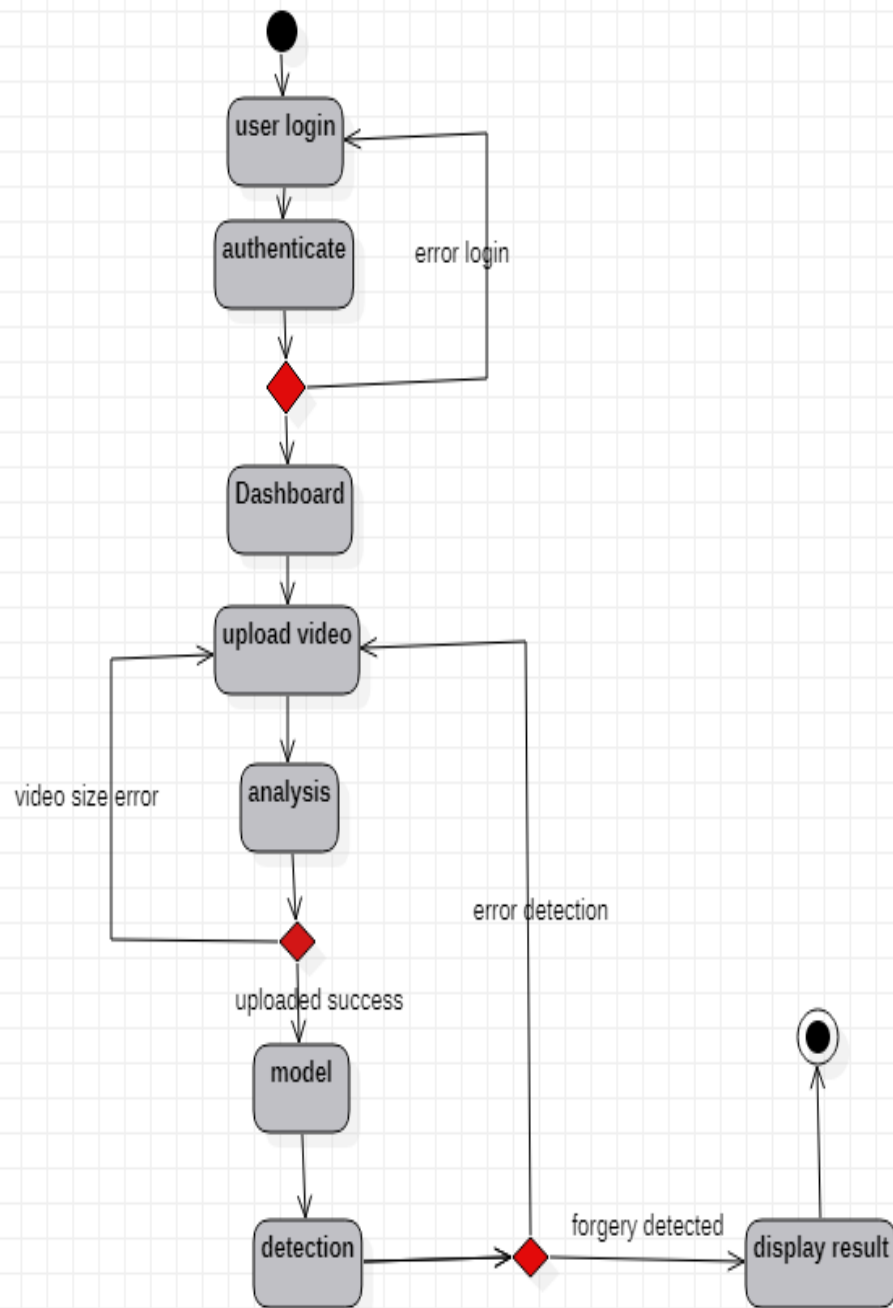 user login
authenticate
error login
Dashboard
upload video
analysis
video size error
error detection
uploaded success
model
forgery detected
detection
display result